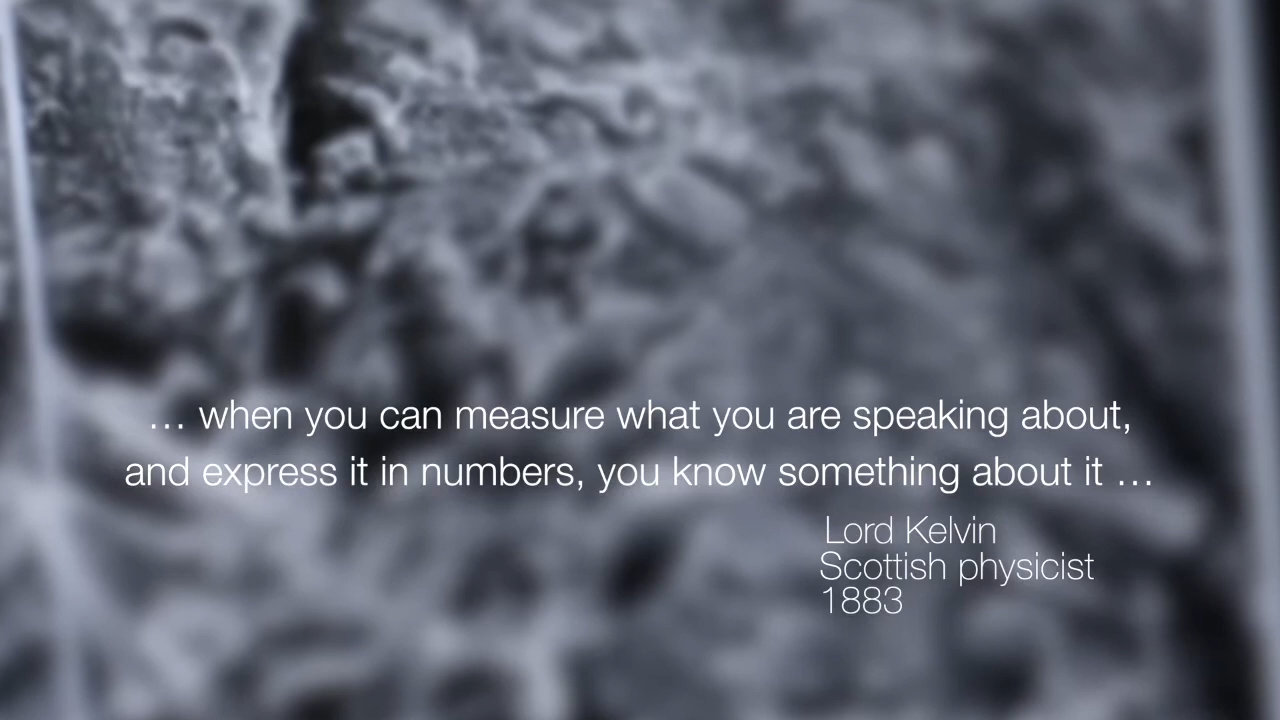 … when you can measure what you are speaking about,
and express it in numbers, you know something about it …
Lord Kelvin
Scottish physicist
1883